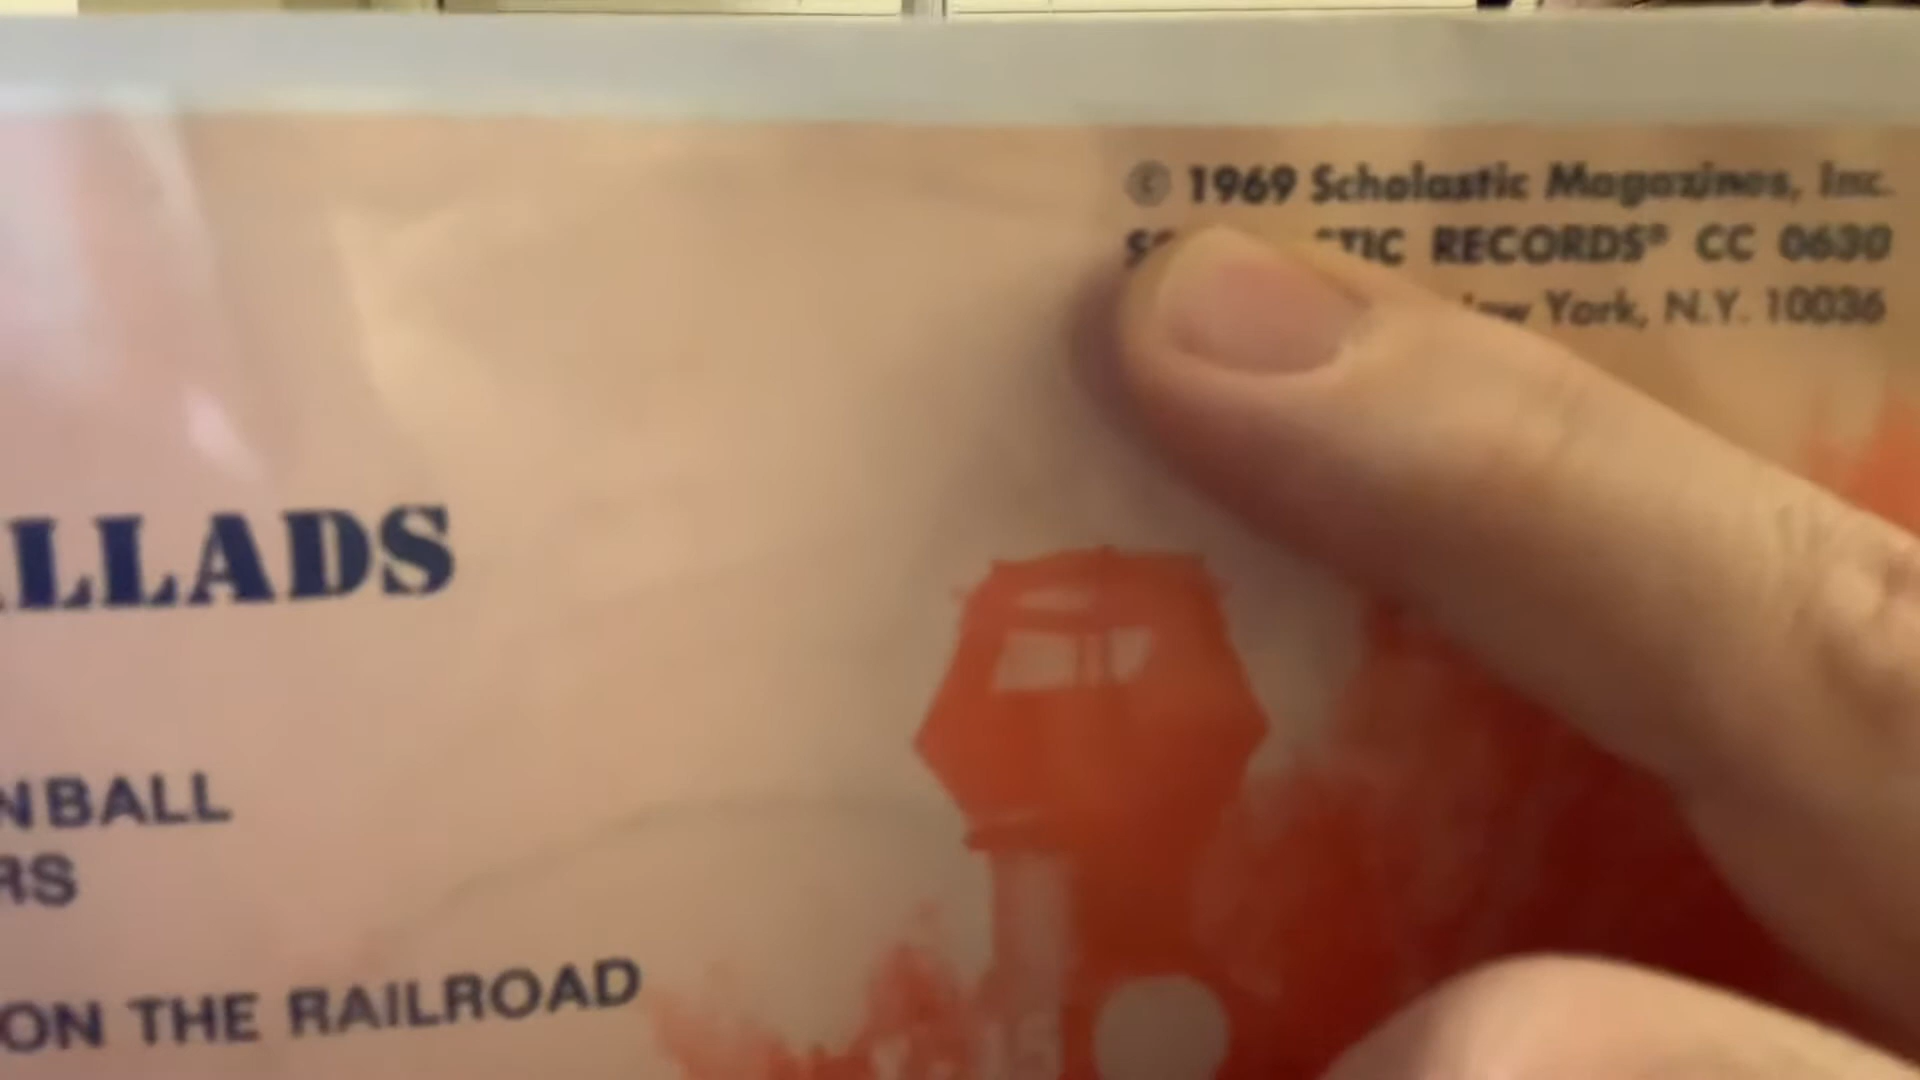 © 1969 Scholastic Magazines, Inc.
RECORDS® CC 0630
York, N.Y. 10036
LLADS
NBALL
RS
ON THE RAILROAD